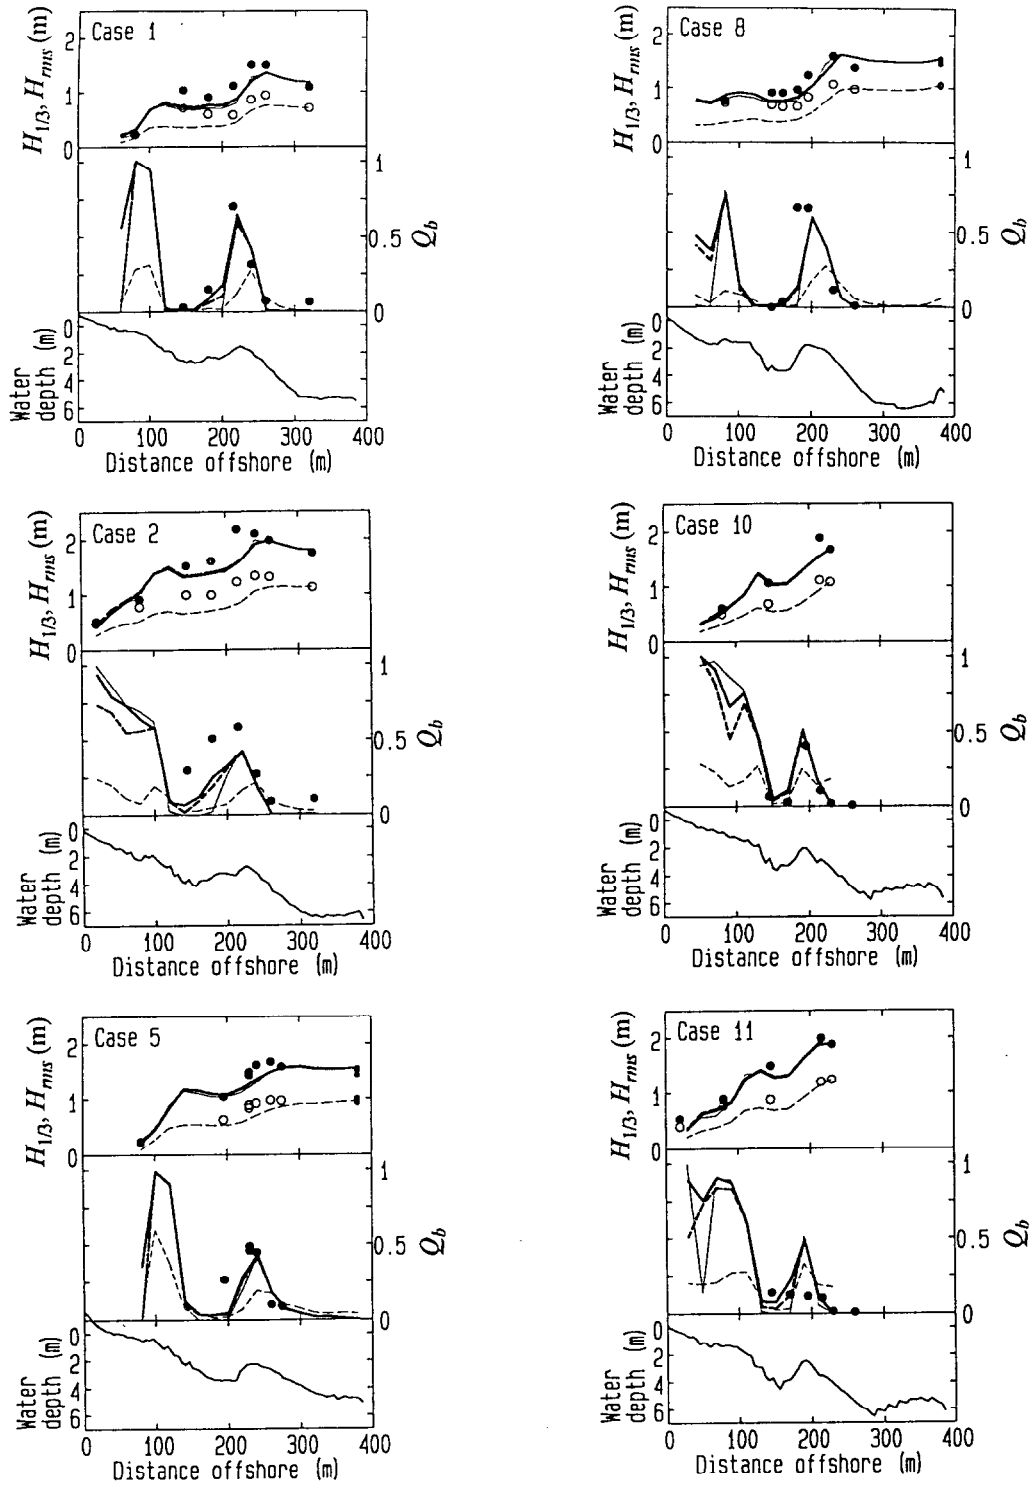 Case 1
H1/3, Hrms (m)
2
1
0
1
0.5
0
Qb
Water depth (m)
0
2
4
6
0 100 200 300 400
Distance offshore (m)
Case 8
H1/3, Hrms (m)
2
1
0
1
0.5
0
Qb
Water depth (m)
0
2
4
6
0 100 200 300 400
Distance offshore (m)
Case 2
H1/3, Hrms (m)
2
1
0
1
0.5
0
Qb
Water depth (m)
0
2
4
6
0 100 200 300 400
Distance offshore (m)
Case 10
H1/3, Hrms (m)
2
1
0
1
0.5
0
Qb
Water depth (m)
0
2
4
6
0 100 200 300 400
Distance offshore (m)
Case 5
H1/3, Hrms (m)
2
1
0
1
0.5
0
Qb
Water depth (m)
0
2
4
6
0 100 200 300 400
Distance offshore (m)
Case 11
H1/3, Hrms (m)
2
1
0
1
0.5
0
Qb
Water depth (m)
0
2
4
6
0 100 200 300 400
Distance offshore (m)